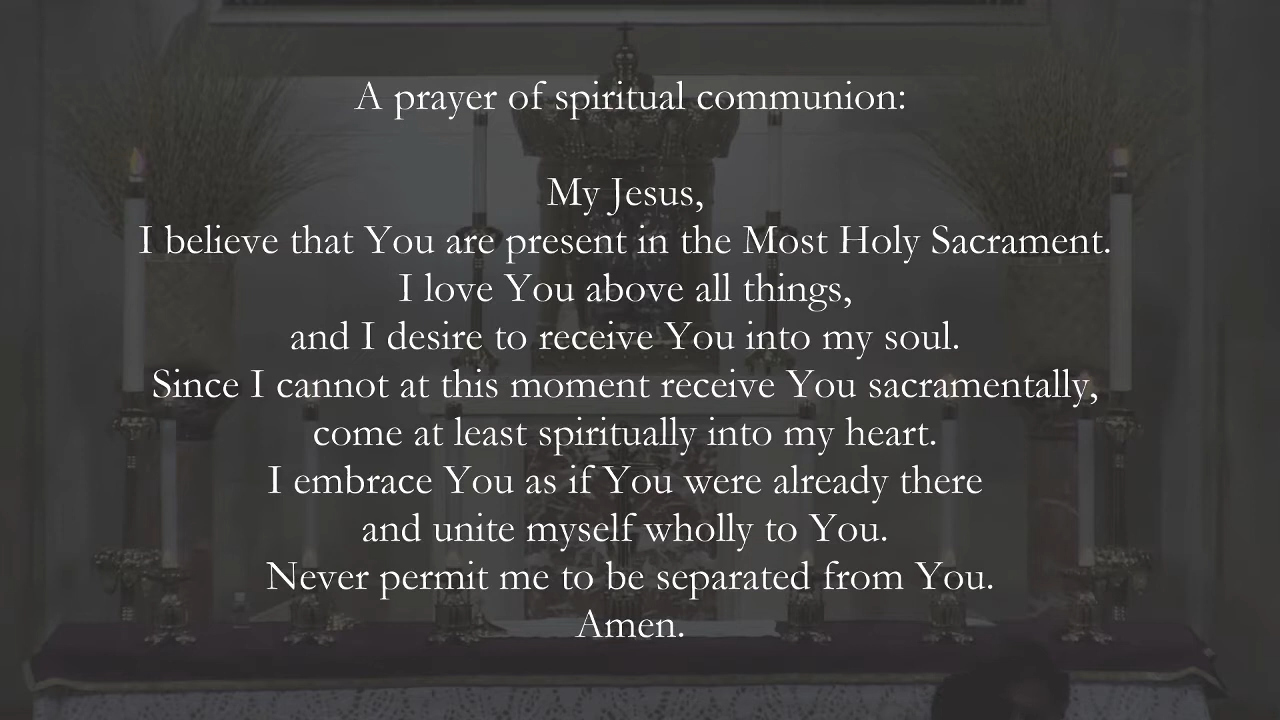 A prayer of spiritual communion:
My Jesus,
I believe that You are present in the Most Holy Sacrament.
I love You above all things,
and I desire to receive You into my soul.
Since I cannot at this moment receive You sacramentally,
come at least spiritually into my heart.
I embrace You as if You were already there
and unite myself wholly to You.
Never permit me to be separated from You.
Amen.